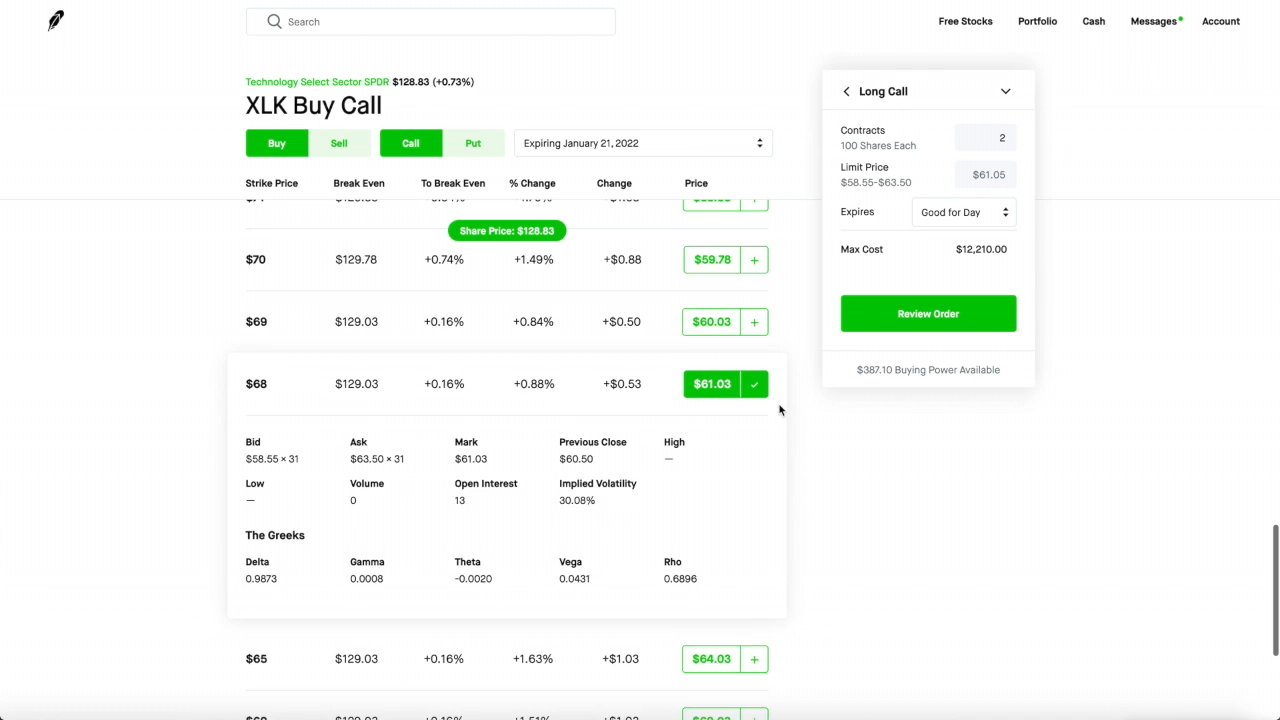 Search
Free Stocks Portfolio Cash Messages Account
Technology Select Sector SPDR $128.83 (+0.73%)
XLK Buy Call
Buy Sell Call Put Expiring January 21, 2022
Strike Price Break Even To Break Even % Change Change Price
Share Price: $128.83
$70 $129.78 +0.74% +1.49% +$0.88 $59.78 +
$69 $129.03 +0.16% +0.84% +$0.50 $60.03 +
$68 $129.03 +0.16% +0.88% +$0.53 $61.03
Bid Ask Mark Previous Close High
$58.55 × 31 $63.50 × 31 $61.03 $60.50 —
Low Volume Open Interest Implied Volatility
— 0 13 30.08%
The Greeks
Delta Gamma Theta Vega Rho
0.9873 0.0008 -0.0020 0.0431 0.6896
$65 $129.03 +0.16% +1.63% +$1.03 $64.03 +
Long Call
Contracts 2
100 Shares Each
Limit Price $61.05
$58.55-$63.50
Expires Good for Day
Max Cost $12,210.00
Review Order
$387.10 Buying Power Available